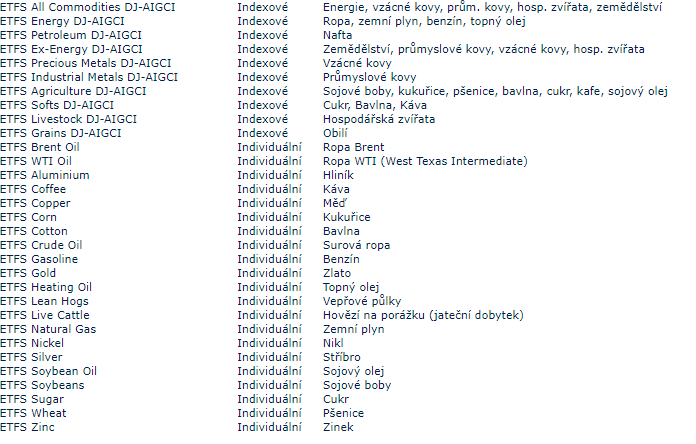 ETFS All Commodities DJ-AIGCI Indexové Energie, vzácné kovy, prům. kovy, hosp. zvířata, zemědělství
ETFS Energy DJ-AIGCI Indexové Ropa, zemní plyn, benzín, topný olej
ETFS Petroleum DJ-AIGCI Indexové Nafta
ETFS Ex-Energy DJ-AIGCI Indexové Zemědělství, průmyslové kovy, vzácné kovy, hosp. zvířata
ETFS Precious Metals DJ-AIGCI Indexové Vzácné kovy
ETFS Industrial Metals DJ-AIGCI Indexové Průmyslové kovy
ETFS Agriculture DJ-AIGCI Indexové Sojové boby, kukuřice, pšenice, bavlna, cukr, kafe, sojový olej
ETFS Softs DJ-AIGCI Indexové Cukr, Bavlna, Káva
ETFS Livestock DJ-AIGCI Indexové Hospodářská zvířata
ETFS Grains DJ-AIGCI Indexové Obilí
ETFS Brent Oil Individuální Ropa Brent
ETFS WTI Oil Individuální Ropa WTI (West Texas Intermediate)
ETFS Aluminium Individuální Hliník
ETFS Coffee Individuální Káva
ETFS Copper Individuální Měď
ETFS Corn Individuální Kukuřice
ETFS Cotton Individuální Bavlna
ETFS Crude Oil Individuální Surová ropa
ETFS Gasoline Individuální Benzín
ETFS Gold Individuální Zlato
ETFS Heating Oil Individuální Topný olej
ETFS Lean Hogs Individuální Vepřové půlky
ETFS Live Cattle Individuální Hovězí na porážku (jateční dobytek)
ETFS Natural Gas Individuální Zemní plyn
ETFS Nickel Individuální Nikl
ETFS Silver Individuální Stříbro
ETFS Soybean Oil Individuální Sojový olej
ETFS Soybeans Individuální Sojové boby
ETFS Sugar Individuální Cukr
ETFS Wheat Individuální Pšenice
ETFS Zinc Individuální Zinek